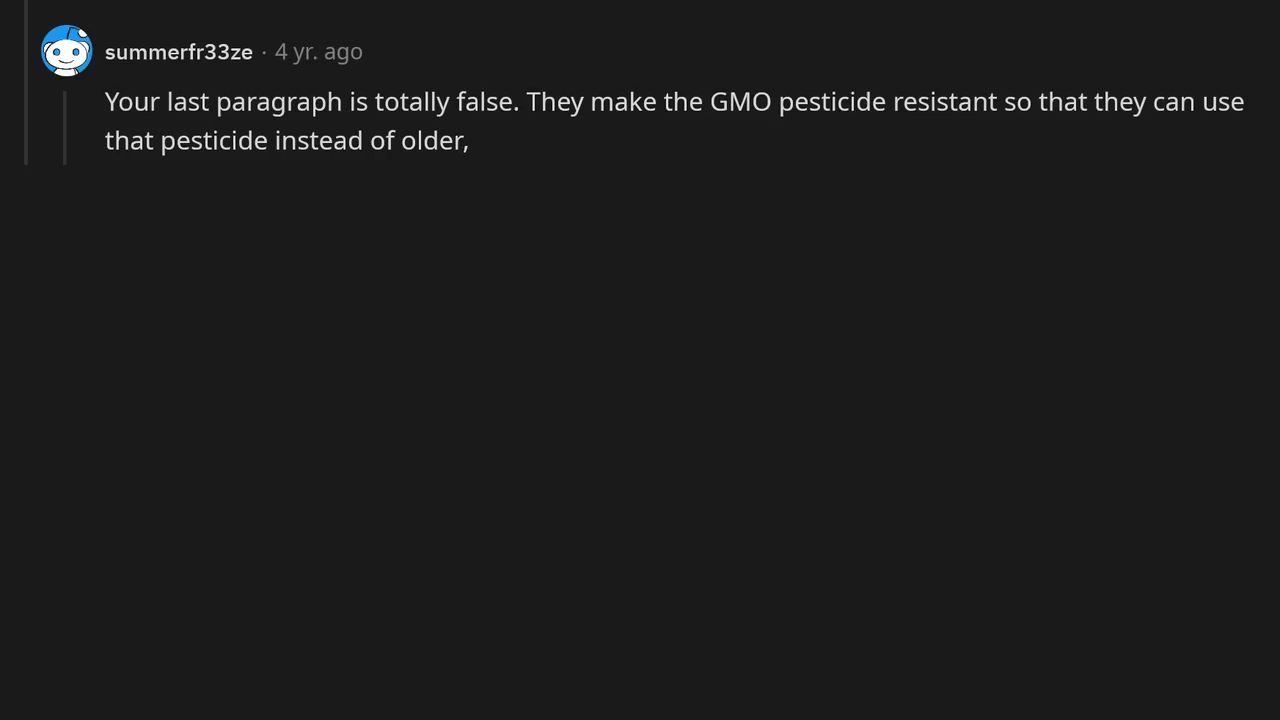 summerfr33ze · 4 yr. ago
Your last paragraph is totally false. They make the GMO pesticide resistant so that they can use
that pesticide instead of older,